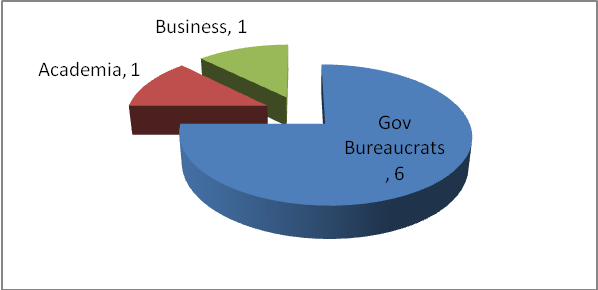 Business, 1
Academia, 1
Gov
Bureaucrats
, 6